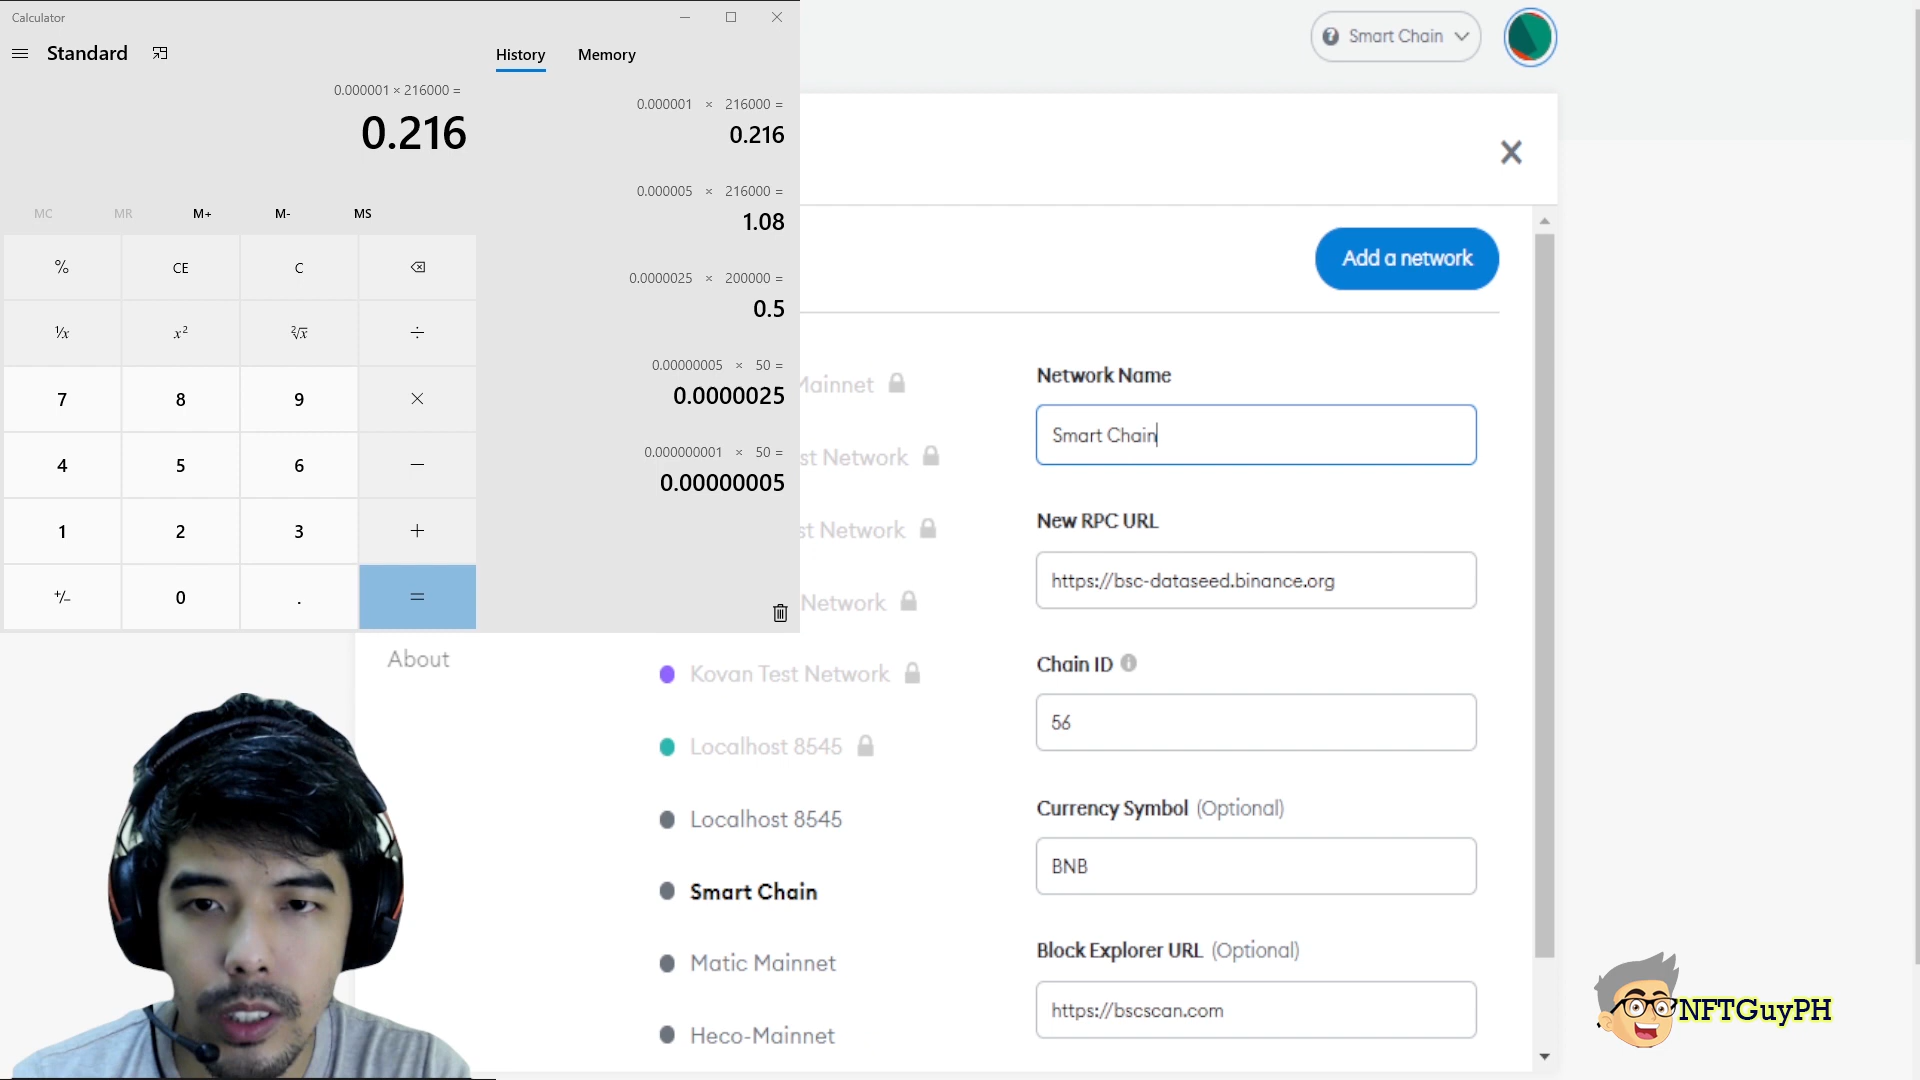 Calculator
Standard
History
Memory
0.000001 × 216000 =
0.216
MC
MR
M+
M-
MS
%
CE
C
⅟x
x²
²√x
÷
7
8
9
×
4
5
6
−
1
2
3
+
+/−
0
.
=
0.000001 × 216000 =
0.216
0.000005 × 216000 =
1.08
0.0000025 × 200000 =
0.5
0.00000005 × 50 =
0.0000025
0.000000001 × 50 =
0.00000005
Smart Chain
Add a network
About
Mainnet
st Network
st Network
Network
Kovan Test Network
Localhost 8545
Localhost 8545
Smart Chain
Matic Mainnet
Heco-Mainnet
Network Name
Smart Chain
New RPC URL
https://bsc-dataseed.binance.org
Chain ID
56
Currency Symbol (Optional)
BNB
Block Explorer URL (Optional)
https://bscscan.com
NFTGuyPH